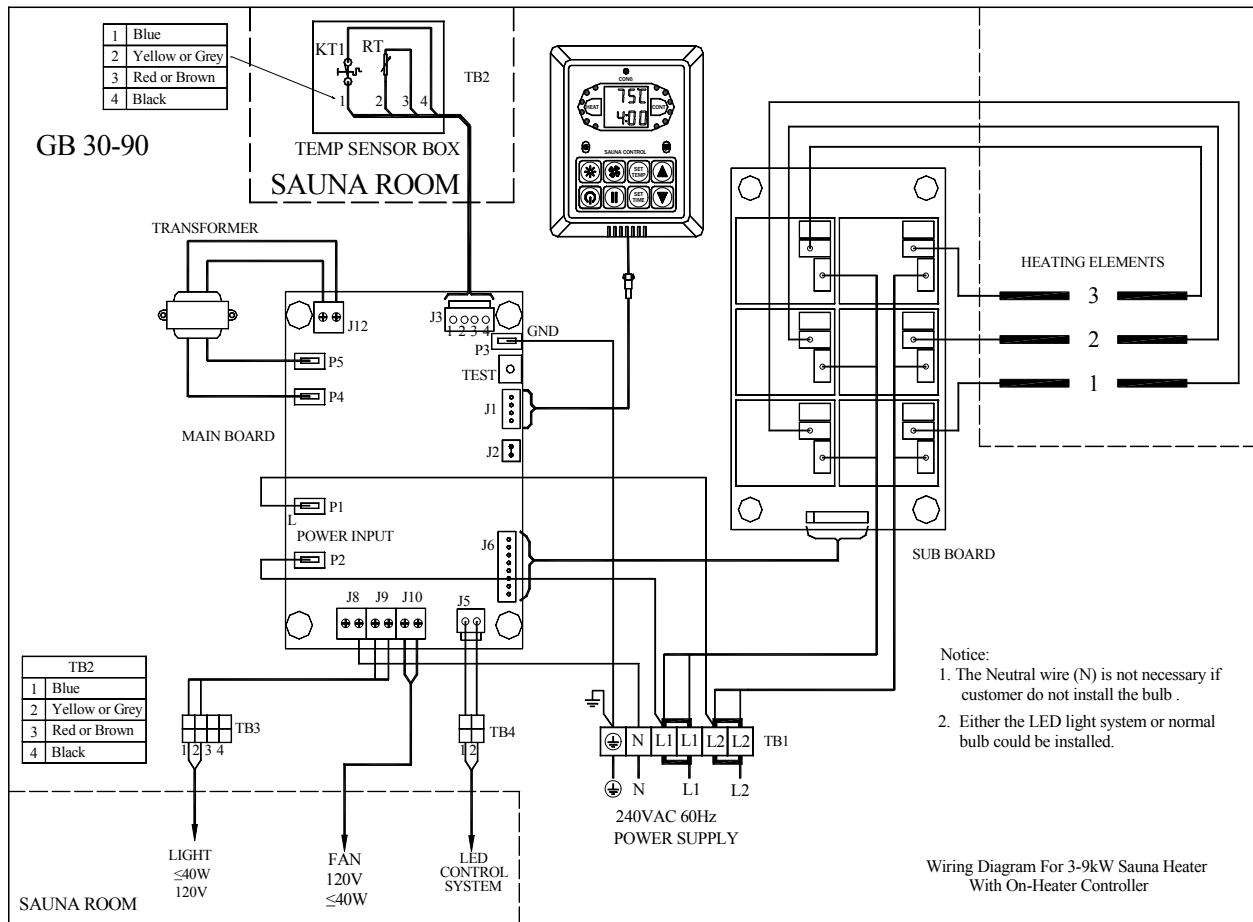 1 Blue
2 Yellow or Grey
3 Red or Brown
4 Black
GB 30-90
KT1
RT
TB2
1 2 3 4
TEMP SENSOR BOX
SAUNA ROOM
HEAT
CONT
75
4:00
SAUNA CONTROL
SET TEMP
SET TIME
TRANSFORMER
J12
J3
1 2 3 4
GND
P3
TEST
P5
P4
J1
J2
MAIN BOARD
P1
L
POWER INPUT
P2
J6
J8 J9 J10
J5
HEATING ELEMENTS
3
2
1
SUB BOARD
TB2
1 Blue
2 Yellow or Grey
3 Red or Brown
4 Black
TB3
1 2 3 4
TB4
1 2
N L1 L1 L2 L2
TB1
N L1 L2
240VAC 60Hz
POWER SUPPLY
Notice:
1. The Neutral wire (N) is not necessary if
customer do not install the bulb .
2. Either the LED light system or normal
bulb could be installed.
LIGHT
≤40W
120V
FAN
120V
≤40W
LED
CONTROL
SYSTEM
SAUNA ROOM
Wiring Diagram For 3-9kW Sauna Heater
With On-Heater Controller